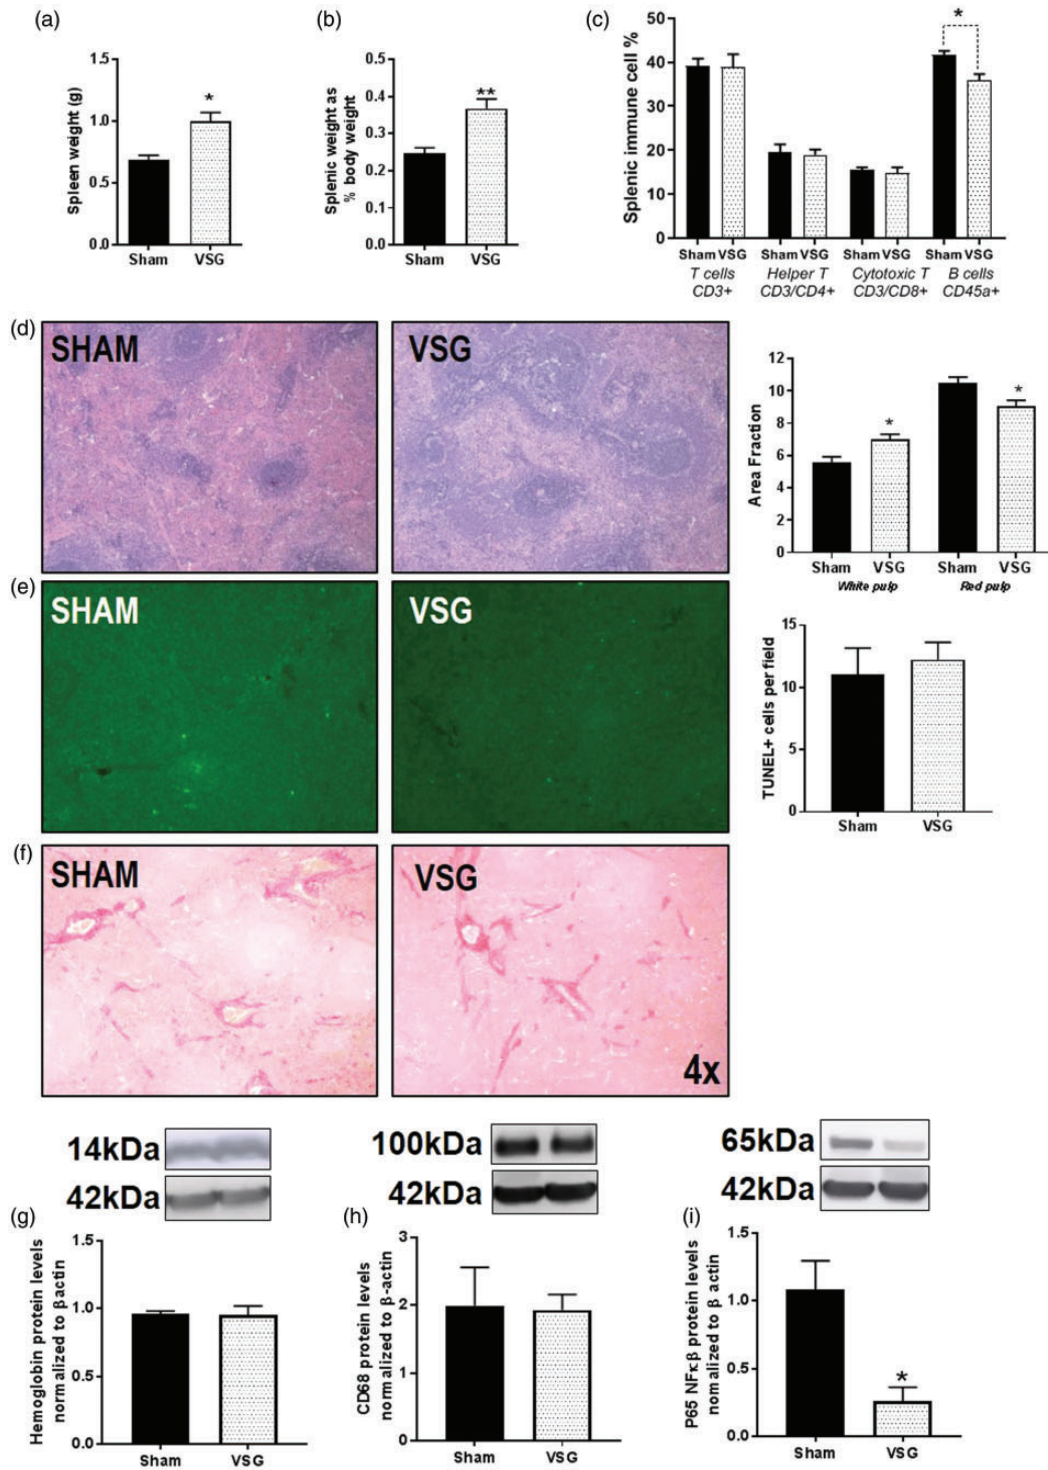 (a)
Spleen weight (g)
1.5
1.0
0.5
0.0
*
Sham VSG
(b)
Splenic weight as
% body weight
0.5
0.4
0.3
0.2
0.1
0.0
**
Sham VSG
(c)
Splenic immune cell %
50
40
30
20
10
0
*
Sham VSG Sham VSG Sham VSG Sham VSG
T cells Helper T Cytotoxic T B cells
CD3+ CD3/CD4+ CD3/CD8+ CD45a+
(d)
SHAM
VSG
Area Fraction
12
10
8
6
4
2
0
*
*
Sham VSG Sham VSG
White pulp Red pulp
(e)
SHAM
VSG
TUNEL+ cells per field
15
10
5
0
Sham VSG
(f)
SHAM
VSG
4x
14kDa
42kDa
(g)
Hemoglobin protein levels
normalized to β actin
1.5
1.0
0.5
0.0
Sham VSG
100kDa
42kDa
(h)
CD68 protein levels
normalized to β-actin
3
2
1
0
Sham VSG
65kDa
42kDa
(i)
P65 NFκβ protein levels
normalized to β actin
1.5
1.0
0.5
0.0
*
Sham VSG